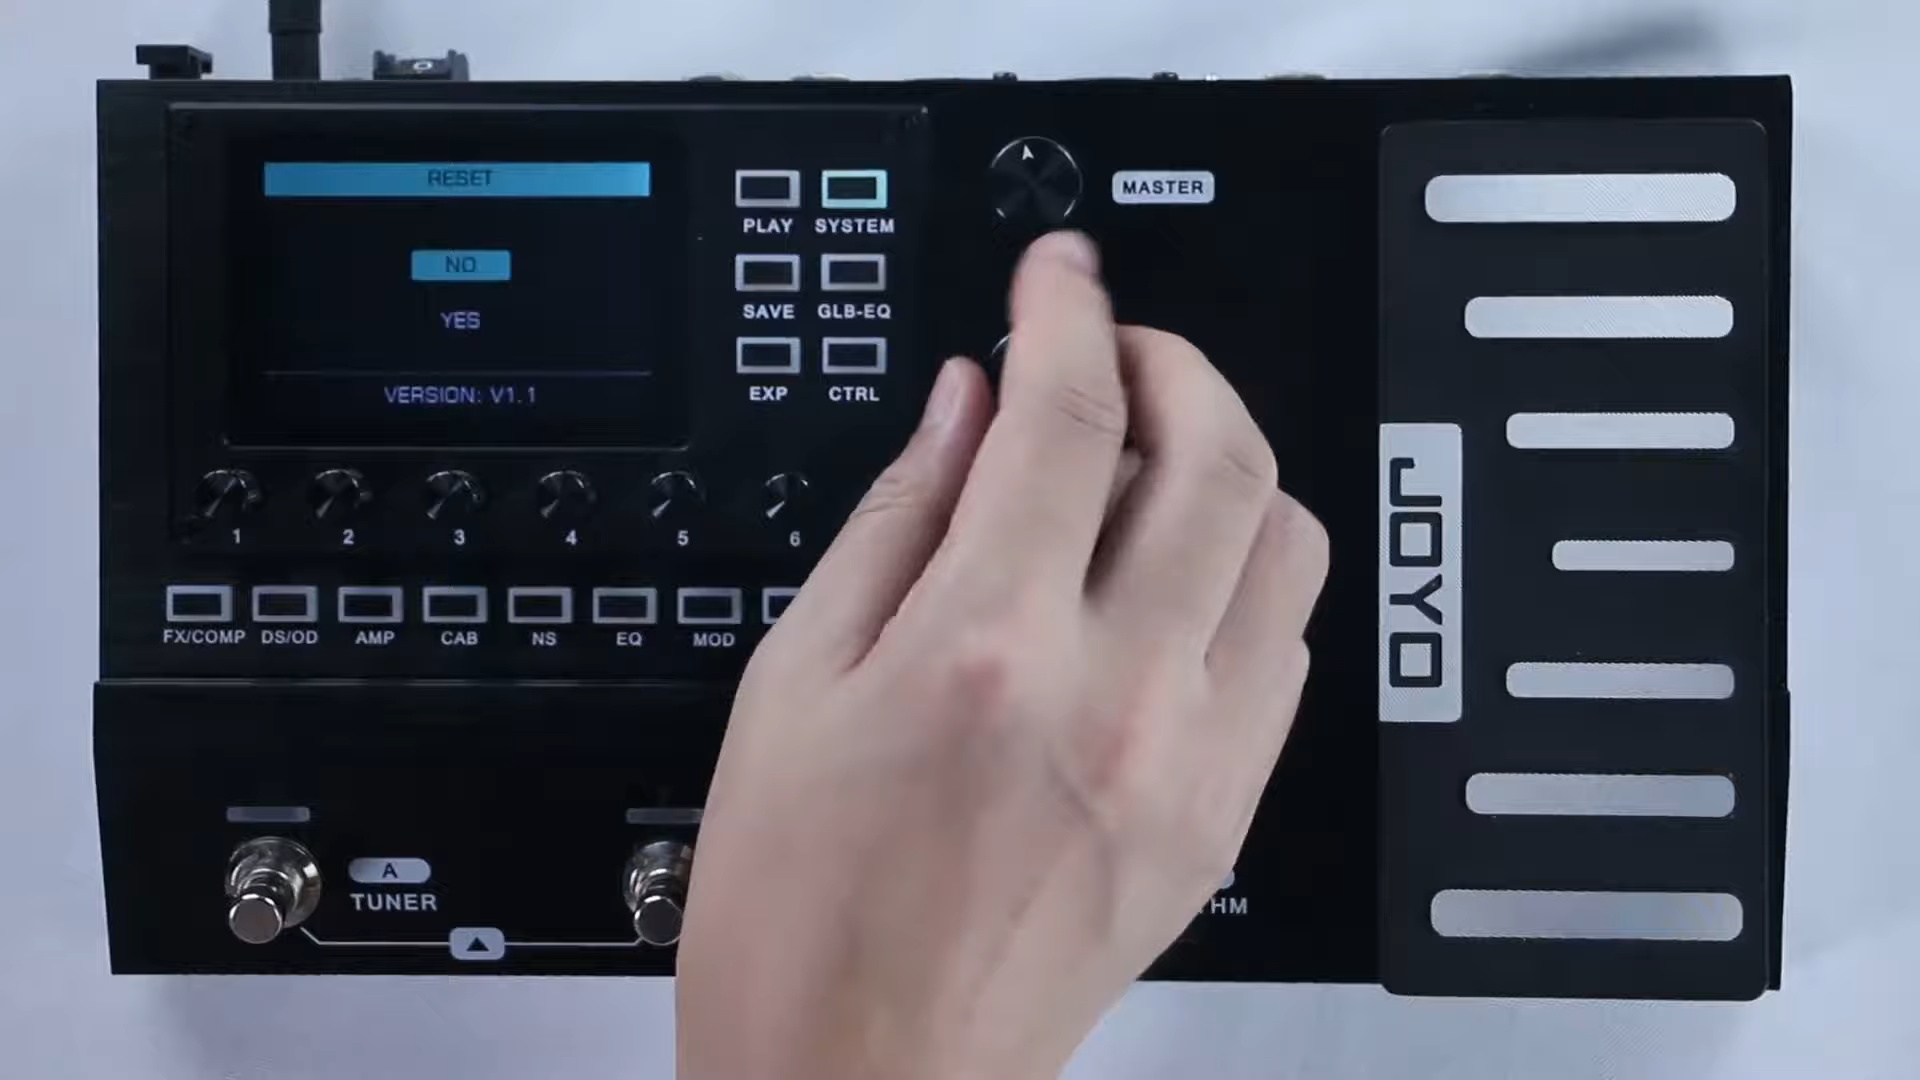 RESET
NO
YES
VERSION: V1.1
PLAY SYSTEM
SAVE GLB-EQ
EXP CTRL
MASTER
1 2 3 4 5 6
FX/COMP DS/OD AMP CAB NS EQ MOD
JOYO
A
TUNER
THM